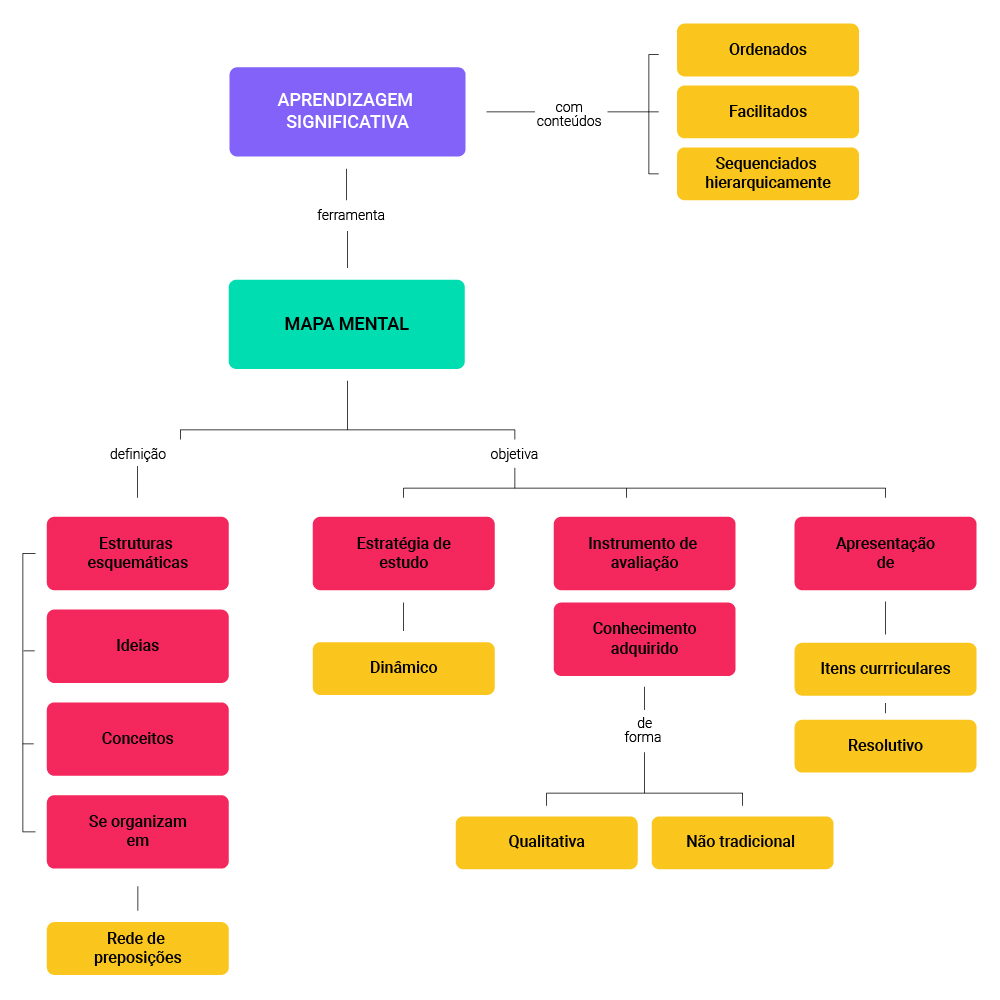 APRENDIZAGEM
SIGNIFICATIVA
com
conteúdos
Ordenados
Facilitados
Sequenciados
hierarquicamente
ferramenta
MAPA MENTAL
definição
objetiva
Estruturas
esquemáticas
Ideias
Conceitos
Se organizam
em
Rede de
preposições
Estratégia de
estudo
Dinâmico
Instrumento de
avaliação
Conhecimento
adquirido
de
forma
Qualitativa
Não tradicional
Apresentação
de
Itens currriculares
Resolutivo